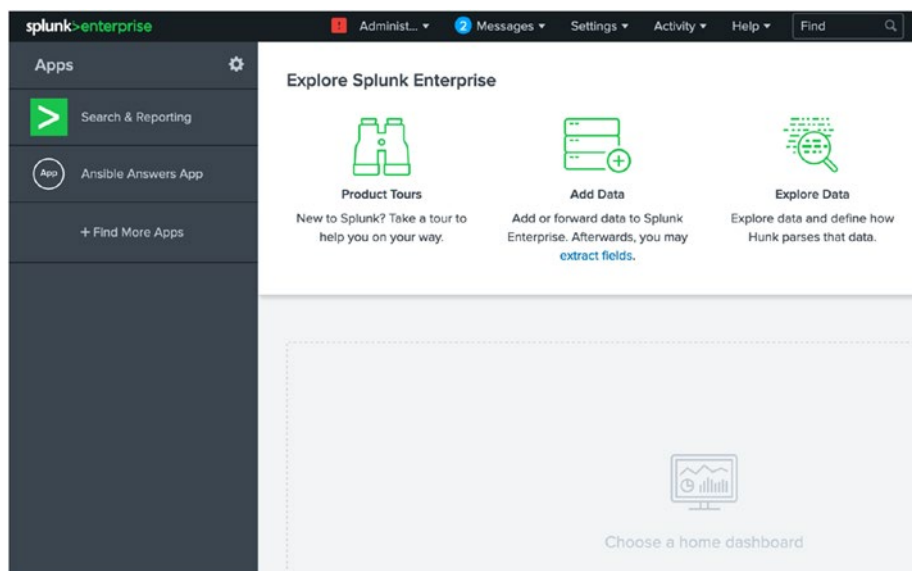 splunk>enterprise
! Administ... Messages 2 Settings Activity Help Find
Apps
Search & Reporting
App Ansible Answers App
+ Find More Apps
Explore Splunk Enterprise
Product Tours
New to Splunk? Take a tour to
help you on your way.
Add Data
Add or forward data to Splunk
Enterprise. Afterwards, you may
extract fields.
Explore Data
Explore data and define how
Hunk parses that data.
Choose a home dashboard